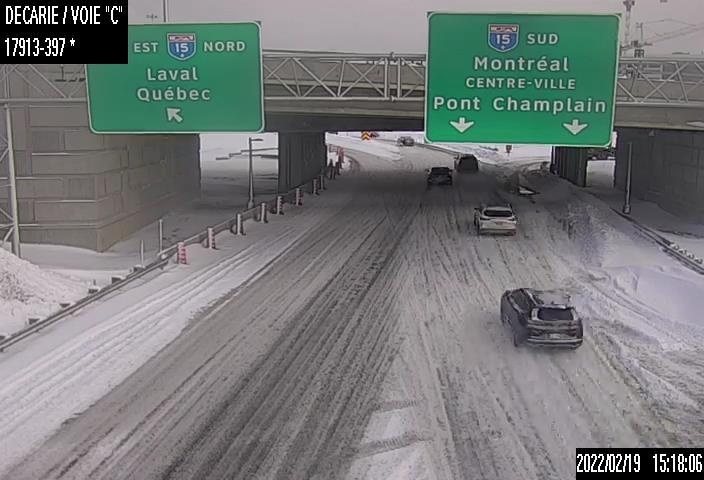 DECARIE / VOIE "C"
17913-397 *
EST 15 NORD
Laval
Québec
15 SUD
Montréal
CENTRE-VILLE
Pont Champlain
2022/02/19 15:18:06